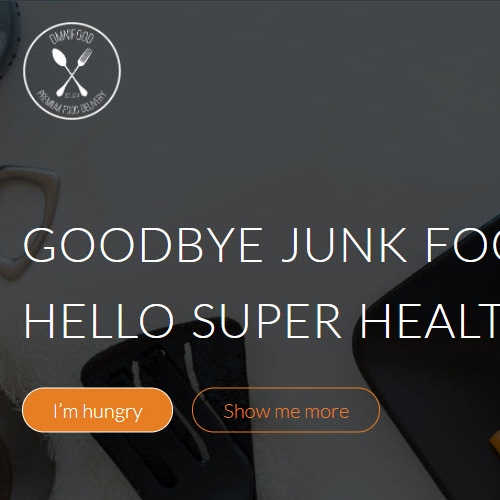 OMNIFOOD
PREMIUM FOOD DELIVERY
GOODBYE JUNK FOO
HELLO SUPER HEALT
I'm hungry
Show me more